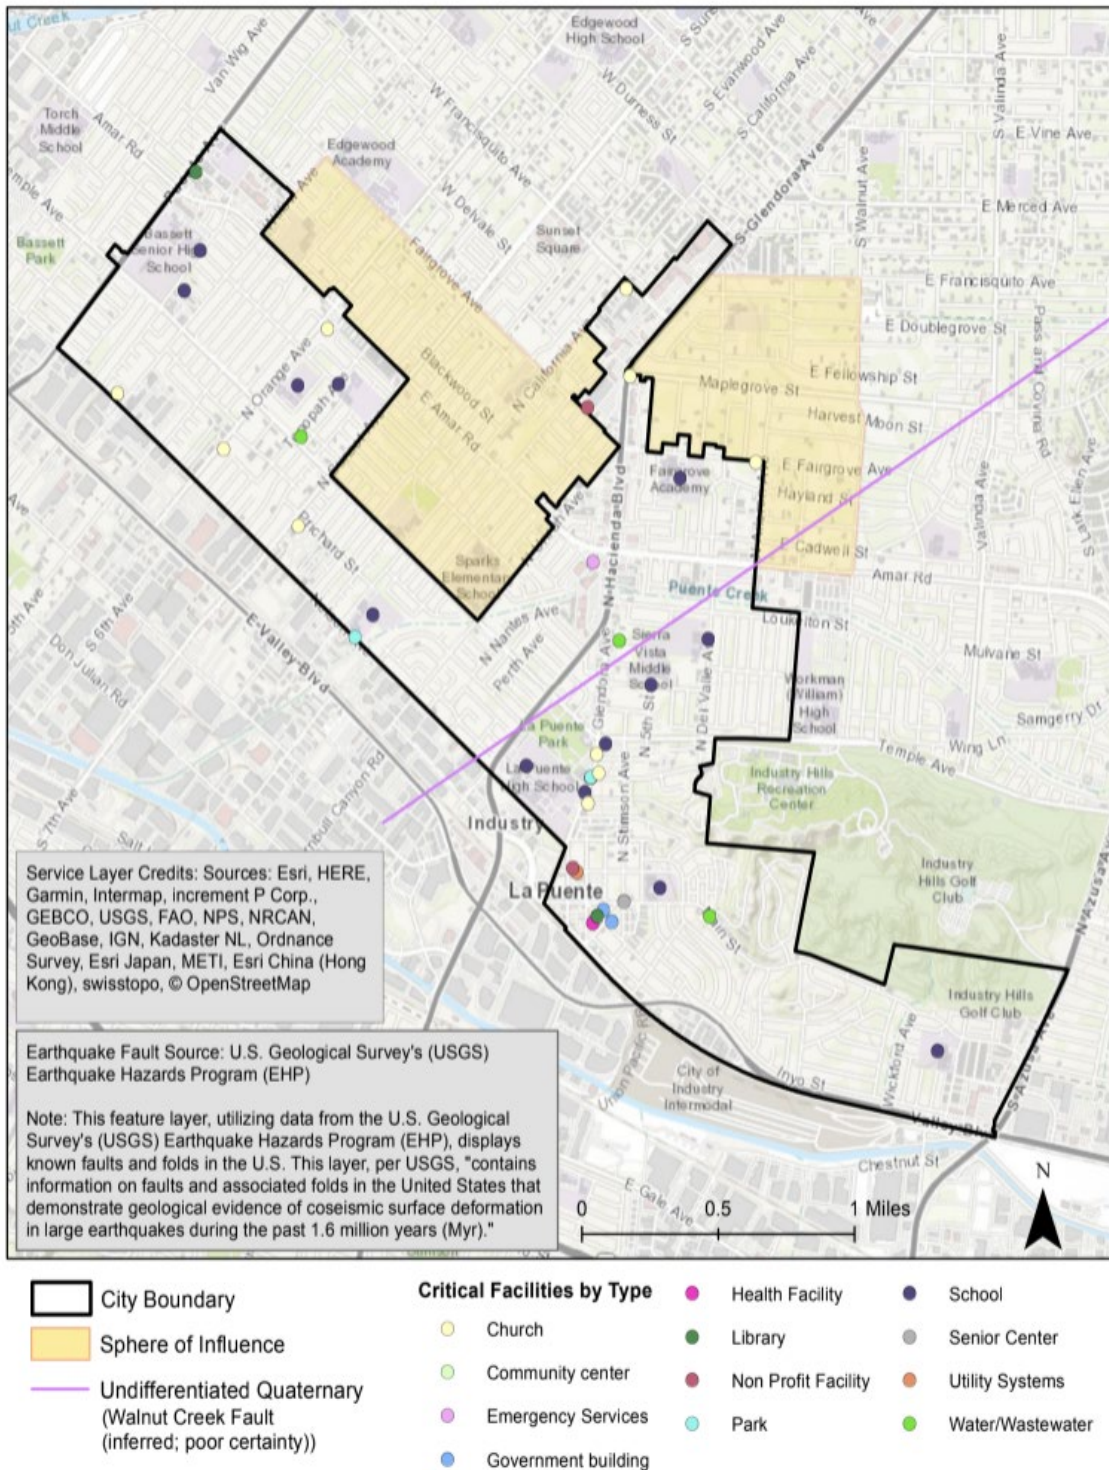 ut Creek
Van Wig Ave
Edgewood
High School
S Evanwood Ave
S California Ave
S Valinda Ave
Torch
Middle
School
Amar Rd
W Francisquito Ave
W Durness St
E Vine Ave
Edgewood
Academy
S Glendora Ave
S Walnut Ave
emple Ave
W Delvale St
E Merced Ave
Bassett
Park
Bassett
Senior High
School
Sunset
Square
Fairgrove Ave
E Francisquito Ave
E Doublegrove St
Pass and Covina Rd
N California Ave
Blackwood St
E Amar Rd
Maplegrove St
E Fellowship St
N Orange Ave
Harvest Moon St
Fairgrove
Academy
E Fairgrove Ave
Hayland St
Valinda Ave
S Lark Ellen Ave
N Hacienda Blvd
Prichard St
E Cadwell St
Sparks
Elementary
School
Amar Rd
Puente Creek
Loukelton St
S 6th Ave
Don Julian Rd
E Valley Blvd
N Nantes Ave
Perth Ave
Glendora Ave
Sierra
Vista
Middle
School
N 5th St
N Del Valle A
Workman
(William)
High
School
Mulvane St
Samgerry Dr
Wing Ln
Temple Ave
La Puente
Park
La Puente
High School
N Stimson Ave
Industry Hills
Recreation
Center
S 7th Ave
Salt
rnbull Canyon Rd
Industry
La Puente
Industry
Hills Golf
Club
N Azusa Av
Industry Hills
Golf Club
Wickford Ave
S Azusa Ave
Union Pacific R
City of
Industry
Intermodal
Inyo St
Valley Bl
Chestnut St
E Gale Ave
Service Layer Credits: Sources: Esri, HERE,
Garmin, Intermap, increment P Corp.,
GEBCO, USGS, FAO, NPS, NRCAN,
GeoBase, IGN, Kadaster NL, Ordnance
Survey, Esri Japan, METI, Esri China (Hong
Kong), swisstopo, © OpenStreetMap
Earthquake Fault Source: U.S. Geological Survey's (USGS)
Earthquake Hazards Program (EHP)
Note: This feature layer, utilizing data from the U.S. Geological
Survey's (USGS) Earthquake Hazards Program (EHP), displays
known faults and folds in the U.S. This layer, per USGS, "contains
information on faults and associated folds in the United States that
demonstrate geological evidence of coseismic surface deformation
in large earthquakes during the past 1.6 million years (Myr)."
N
0 0.5 1 Miles
City Boundary
Sphere of Influence
Undifferentiated Quaternary
(Walnut Creek Fault
(inferred; poor certainty))
Critical Facilities by Type
Church
Community center
Emergency Services
Government building
Health Facility
Library
Non Profit Facility
Park
School
Senior Center
Utility Systems
Water/Wastewater